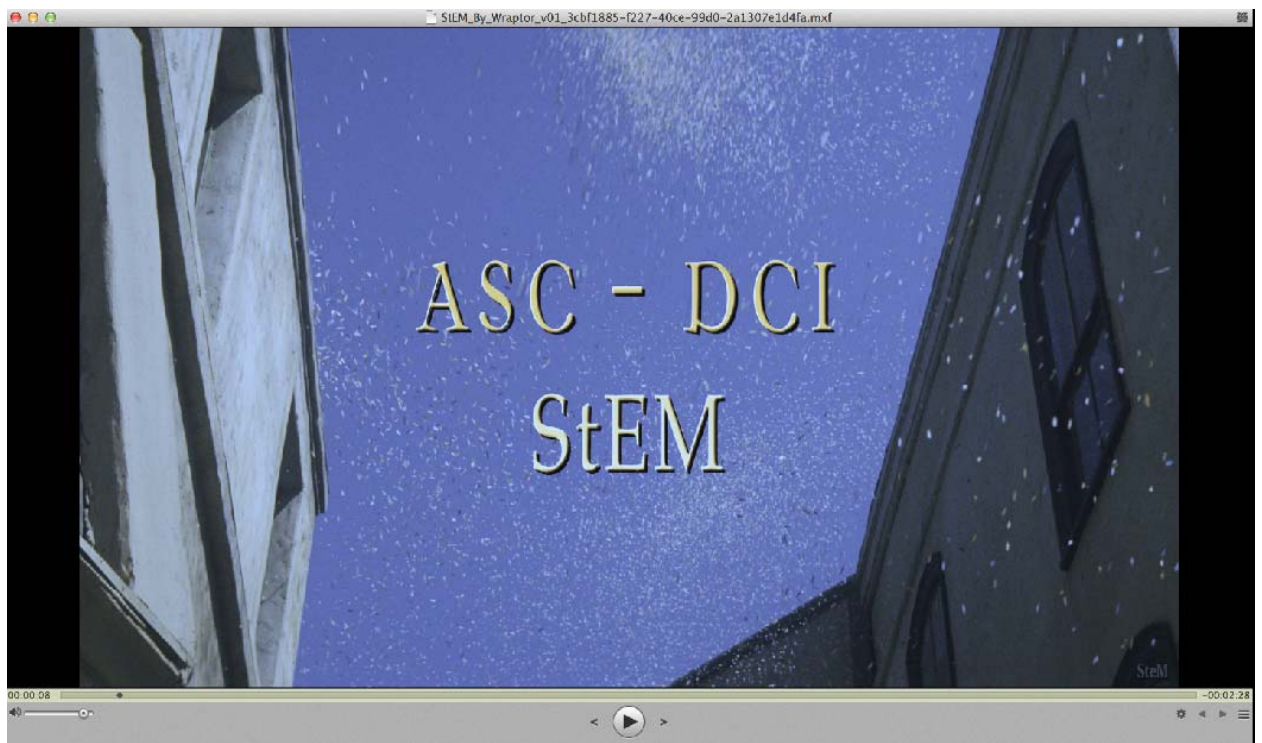 StEM_By_Wraptor_v01_3cbf1885-f227-40ce-99d0-2a1307e1d4fa.mxf
ASC - DCI
StEM
SteM
00:00:08
-00:02:28